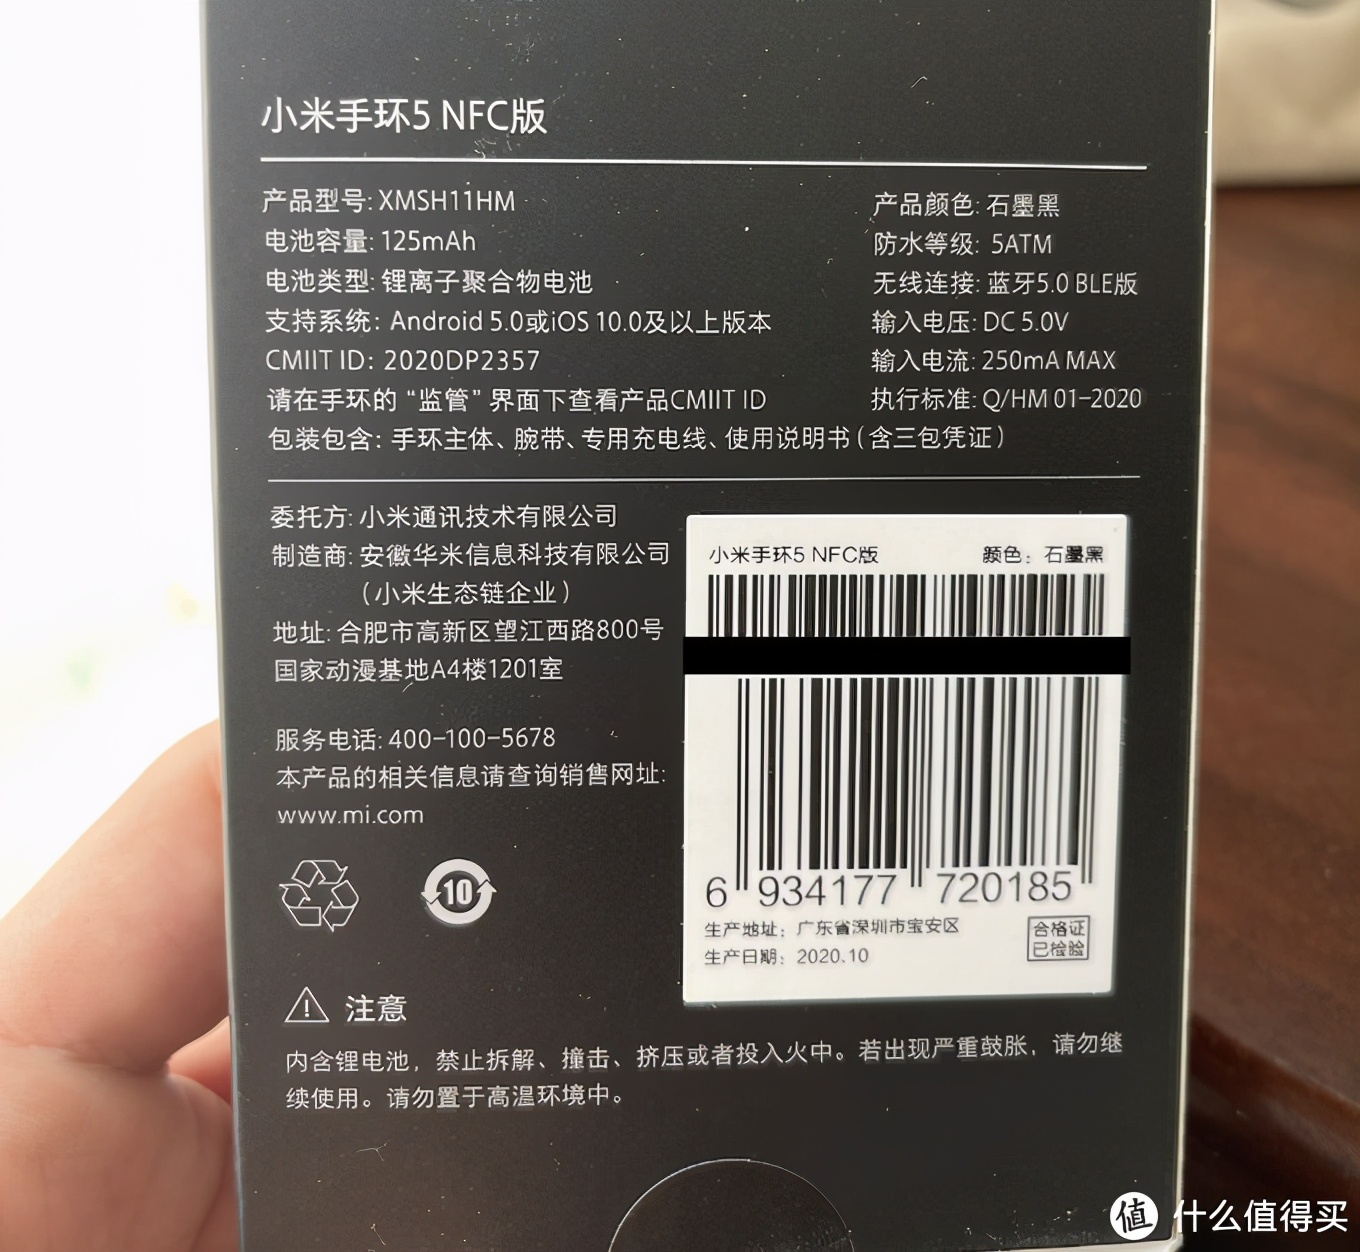 小米手环5 NFC版
产品型号: XMSH11HM
电池容量: 125mAh
电池类型: 锂离子聚合物电池
支持系统: Android 5.0或iOS 10.0及以上版本
CMIIT ID: 2020DP2357
请在手环的“监管”界面下查看产品CMIIT ID
包装包含: 手环主体、腕带、专用充电线、使用说明书(含三包凭证)
产品颜色: 石墨黑
防水等级: 5ATM
无线连接: 蓝牙5.0 BLE版
输入电压: DC 5.0V
输入电流: 250mA MAX
执行标准: Q/HM 01-2020
委托方: 小米通讯技术有限公司
制造商: 安徽华米信息科技有限公司
(小米生态链企业)
地址: 合肥市高新区望江西路800号
国家动漫基地A4楼1201室
服务电话: 400-100-5678
本产品的相关信息请查询销售网址:
www.mi.com
10
小米手环5 NFC版 颜色: 石墨黑
6 934177 720185
生产地址: 广东省深圳市宝安区
生产日期: 2020.10
合格证
已检验
注意
内含锂电池，禁止拆解、撞击、挤压或者投入火中。若出现严重鼓胀，请勿继
续使用。请勿置于高温环境中。
值 什么值得买